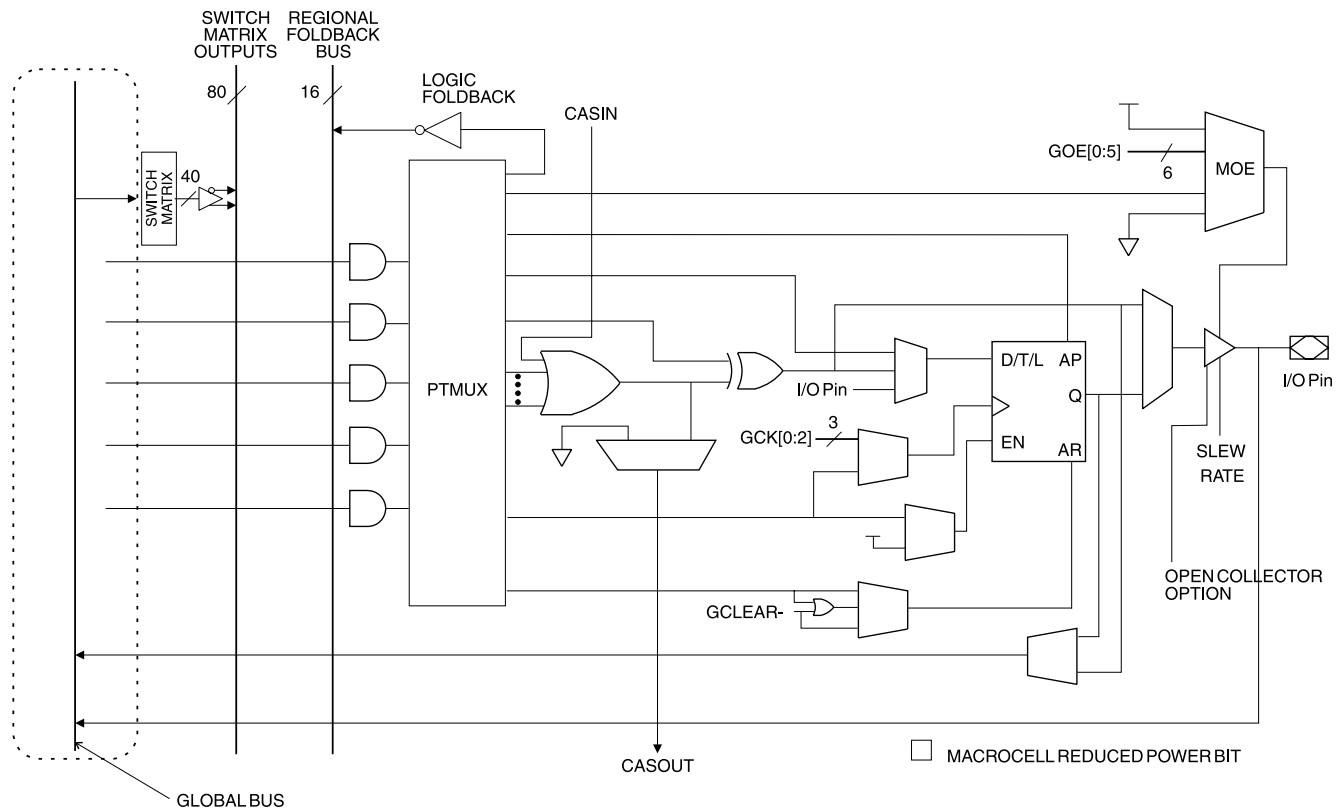 SWITCH
MATRIX
OUTPUTS
REGIONAL
FOLDBACK
BUS
80
16
LOGIC
FOLDBACK
CASIN
GOE[0:5]
6
MOE
SWITCH
MATRIX
40
PTMUX
I/O Pin
D/T/L
AP
Q
EN
AR
GCK[0:2]
3
I/O Pin
SLEW
RATE
OPEN COLLECTOR
OPTION
GCLEAR-
CASOUT
MACROCELL REDUCED POWER BIT
GLOBAL BUS